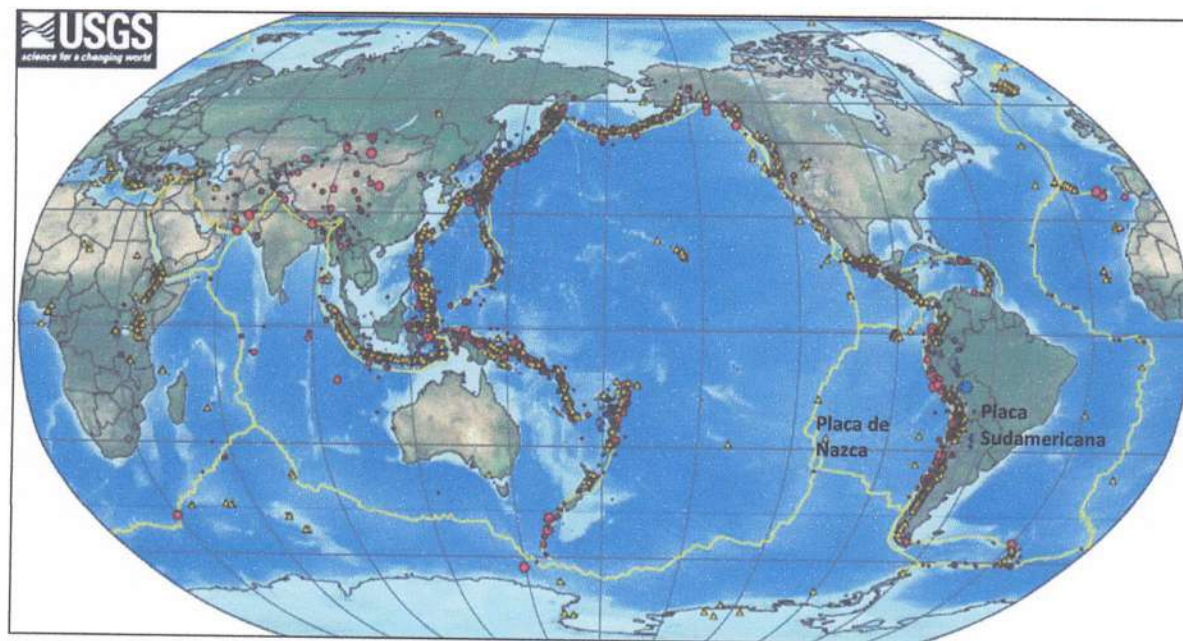 USGS
science for a changing world
Placa de
Nazca
Placa
Sudamericana